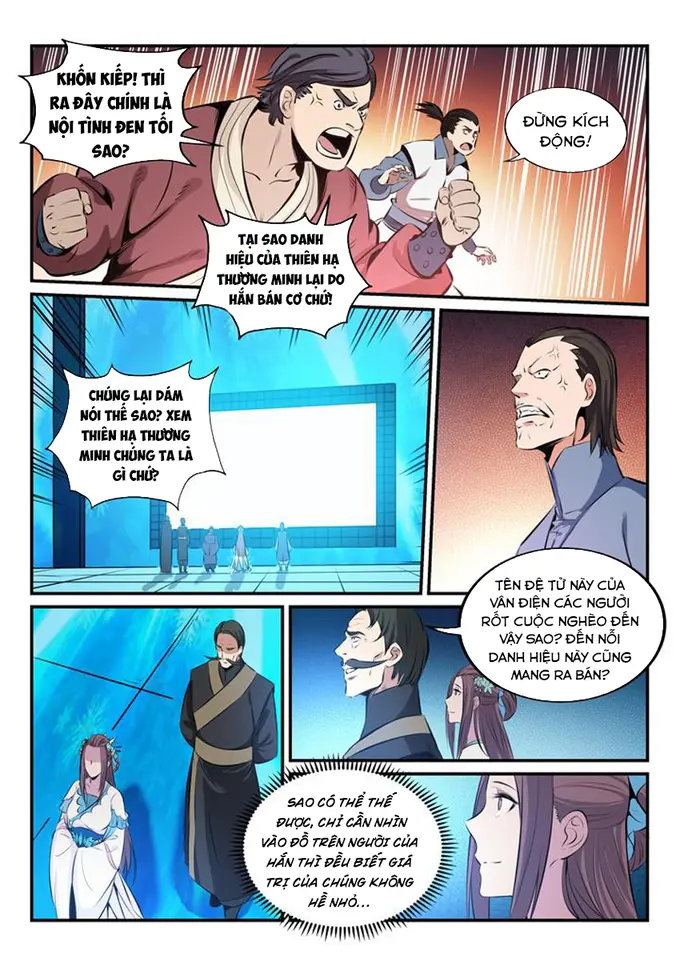 KHỐN KIẾP! THÌ
RA ĐÂY CHÍNH LÀ
NỘI TÌNH ĐEN TỐI
SAO?
ĐỪNG KÍCH
ĐỘNG!
TẠI SAO DANH
HIỆU CỦA THIÊN HẠ
THƯƠNG MINH LẠI DO
HẮN BÁN CƠ CHỨ!
CHÚNG LẠI DÁM
NÓI THẾ SAO? XEM
THIÊN HẠ THƯƠNG
MINH CHÚNG TA LÀ
GÌ CHỨ?
TÊN ĐỆ TỬ NÀY CỦA
VÂN ĐIỆN CÁC NGƯỜI
RỐT CUỘC NGHÈO ĐẾN
VẬY SAO? ĐẾN NỖI
DANH HIỆU NÀY CŨNG
MANG RA BÁN?
SAO CÓ THỂ THẾ
ĐƯỢC, CHỈ CẦN NHÌN
VÀO ĐỒ TRÊN NGƯỜI CỦA
HẮN THÌ ĐỀU BIẾT GIÁ
TRỊ CỦA CHÚNG KHÔNG
HỀ NHỎ...